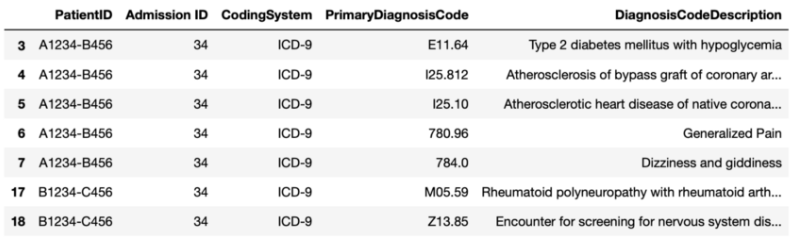 PatientID Admission ID CodingSystem PrimaryDiagnosisCode DiagnosisCodeDescription
3 A1234-B456 34 ICD-9 E11.64 Type 2 diabetes mellitus with hypoglycemia
4 A1234-B456 34 ICD-9 I25.812 Atherosclerosis of bypass graft of coronary ar...
5 A1234-B456 34 ICD-9 I25.10 Atherosclerotic heart disease of native corona...
6 A1234-B456 34 ICD-9 780.96 Generalized Pain
7 A1234-B456 34 ICD-9 784.0 Dizziness and giddiness
17 B1234-C456 34 ICD-9 M05.59 Rheumatoid polyneuropathy with rheumatoid arth...
18 B1234-C456 34 ICD-9 Z13.85 Encounter for screening for nervous system dis...